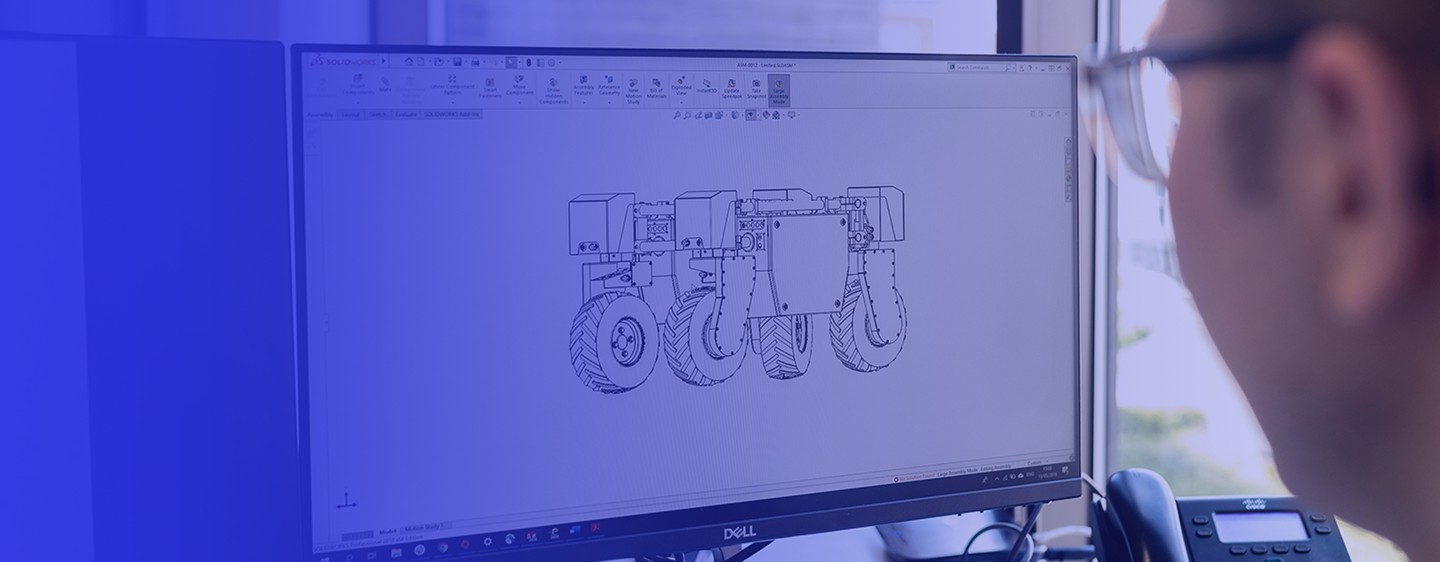 SOLIDWORKS
Insert Components
Mate
Linear Component Pattern
Smart Fasteners
Move Component
Show Hidden Components
Assembly Features
Reference Geometry
New Motion Study
Bill of Materials
Exploded View
Instant3D
Update Speedpak
Take Snapshot
Large Assembly Mode
Assembly Layout Sketch Evaluate SOLIDWORKS Add-Ins
Large Assembly Mode Editing Assembly
Model Motion Study 1
DELL
CISCO